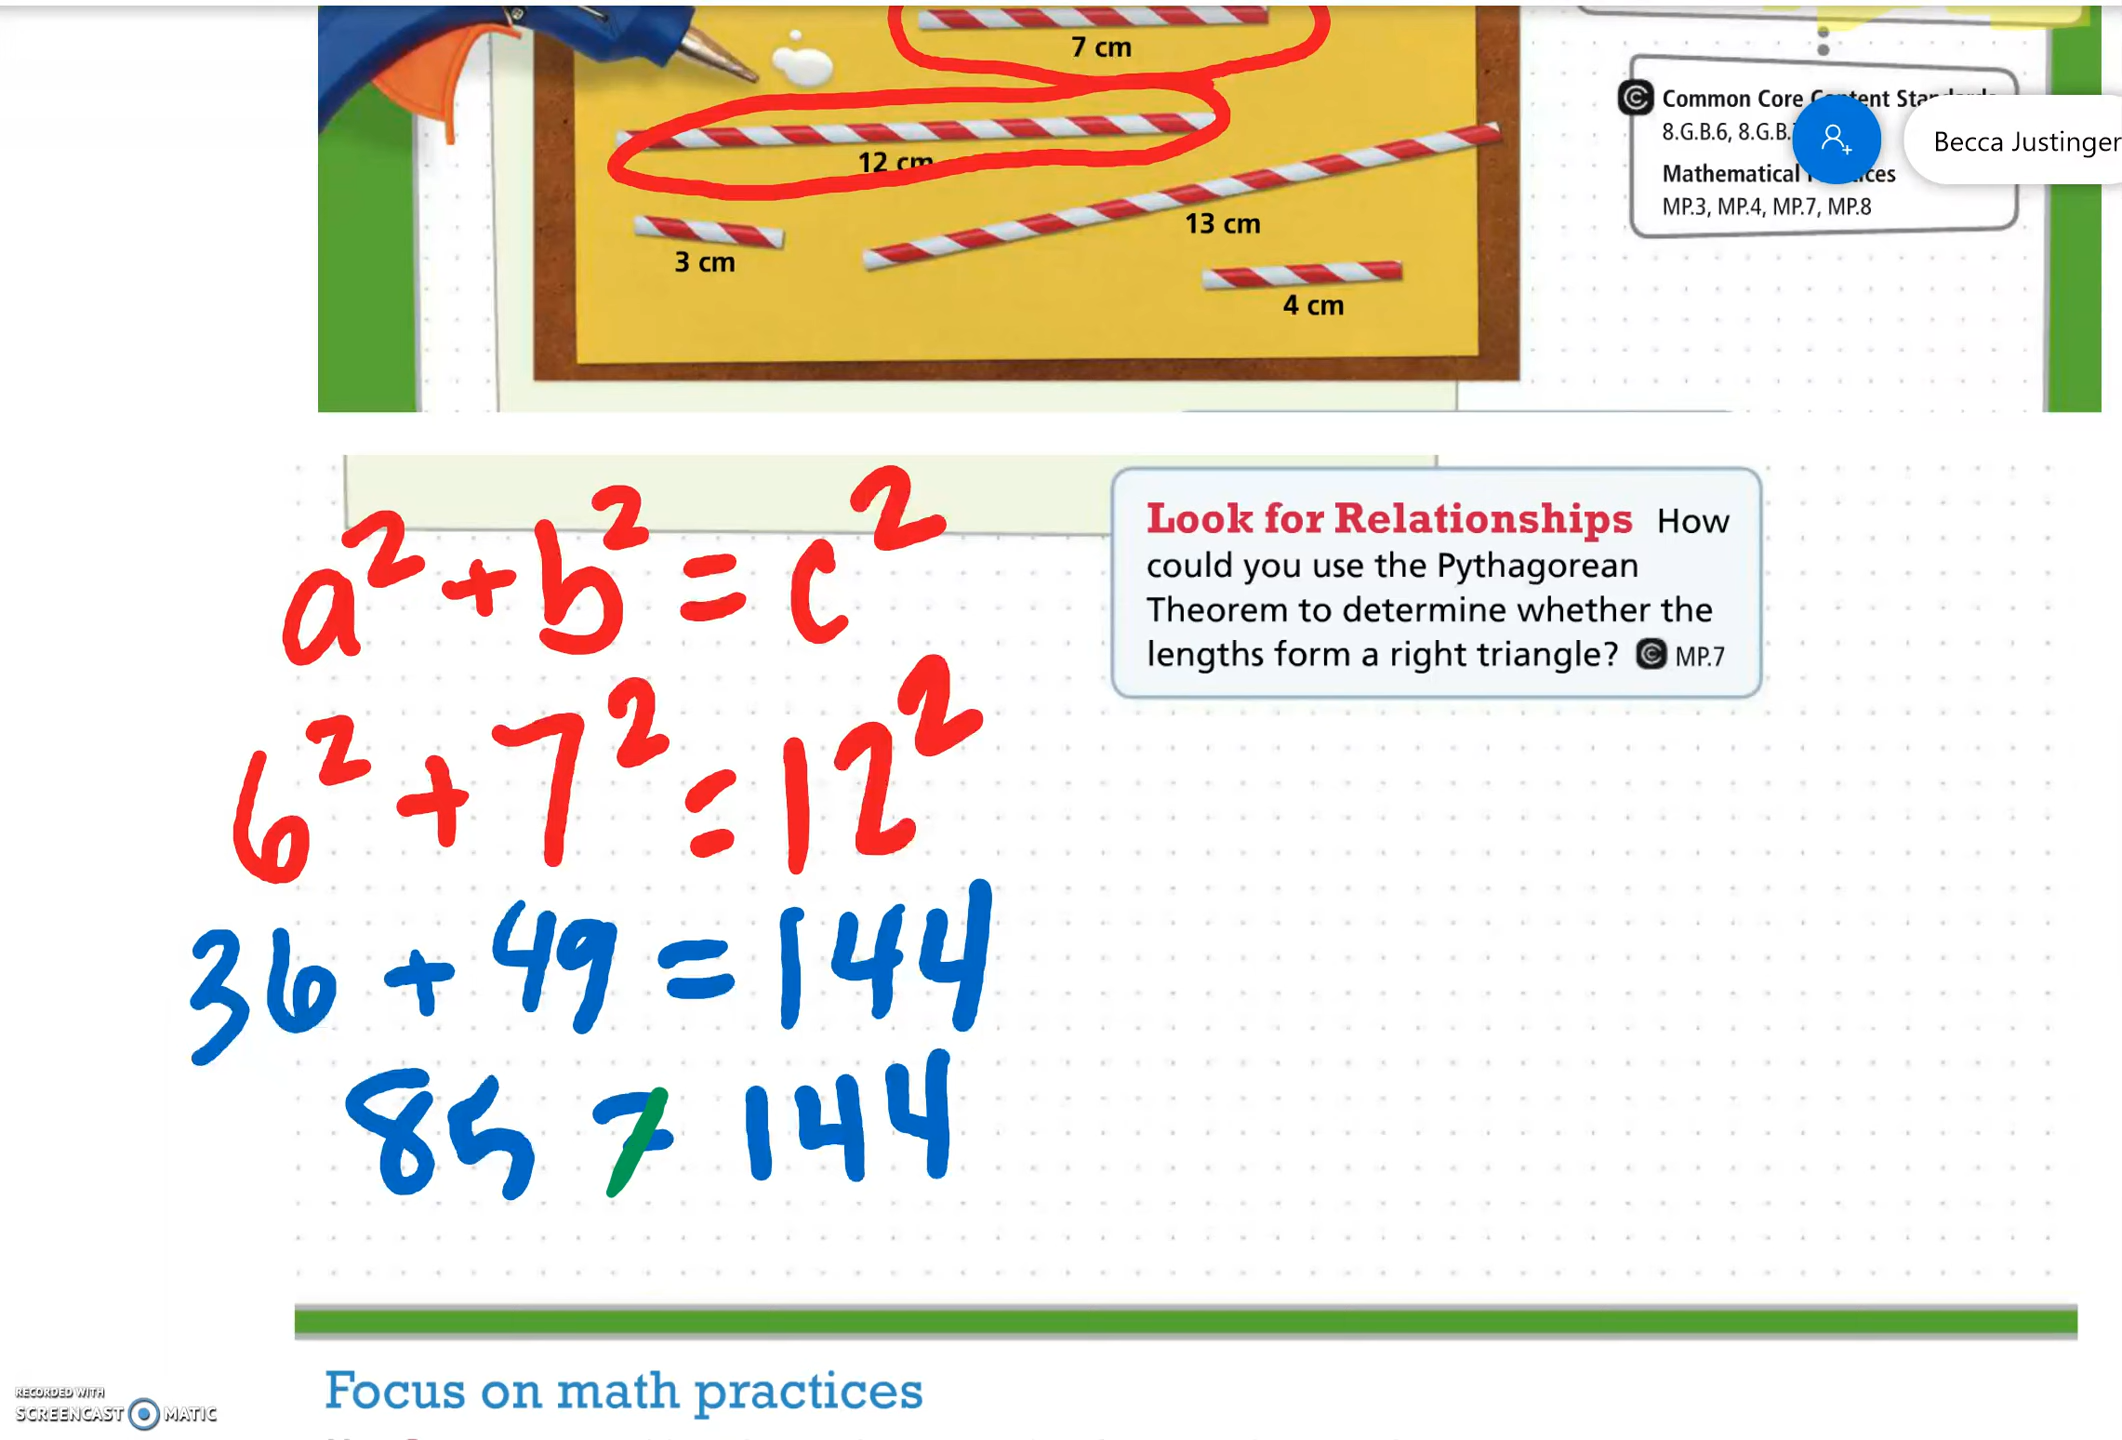 7 cm
12 cm
13 cm
3 cm
4 cm
Common Core Content Standards
8.G.B.6, 8.G.B.
Becca Justinger
Mathematical Practices
MP.3, MP.4, MP.7, MP.8
a² + b² = c²
Look for Relationships How
could you use the Pythagorean
Theorem to determine whether the
lengths form a right triangle? © MP.7
6² + 7² = 12²
36 + 49 = 144
85 ≠ 144
Focus on math practices
RECORDED WITH
SCREENCAST MATIC